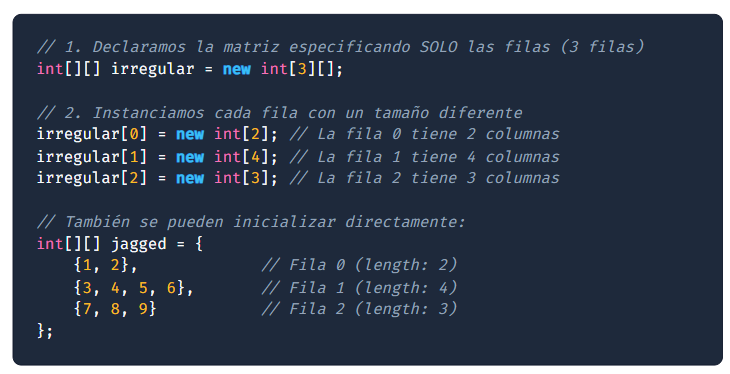 // 1. Declaramos la matriz especificando SOLO las filas (3 filas)
int[][] irregular = new int[3][];

// 2. Instanciamos cada fila con un tamaño diferente
irregular[0] = new int[2]; // La fila 0 tiene 2 columnas
irregular[1] = new int[4]; // La fila 1 tiene 4 columnas
irregular[2] = new int[3]; // La fila 2 tiene 3 columnas

// También se pueden inicializar directamente:
int[][] jagged = {
    {1, 2},             // Fila 0 (length: 2)
    {3, 4, 5, 6},       // Fila 1 (length: 4)
    {7, 8, 9}           // Fila 2 (length: 3)
};